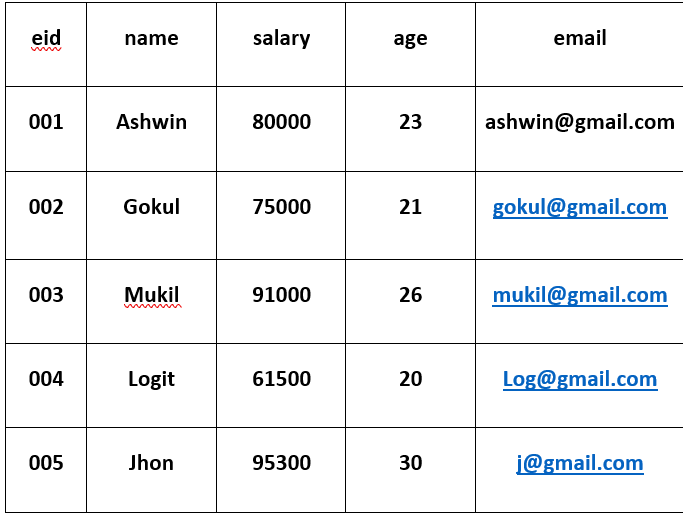 eid name salary age email
001 Ashwin 80000 23 ashwin@gmail.com
002 Gokul 75000 21 gokul@gmail.com
003 Mukil 91000 26 mukil@gmail.com
004 Logit 61500 20 Log@gmail.com
005 Jhon 95300 30 j@gmail.com